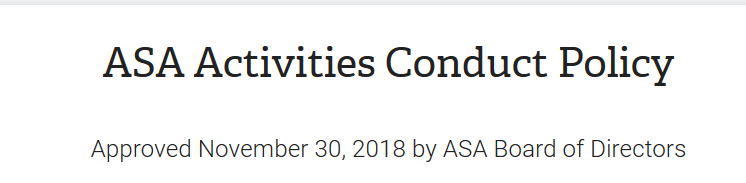 ASA Activities Conduct Policy
Approved November 30, 2018 by ASA Board of Directors